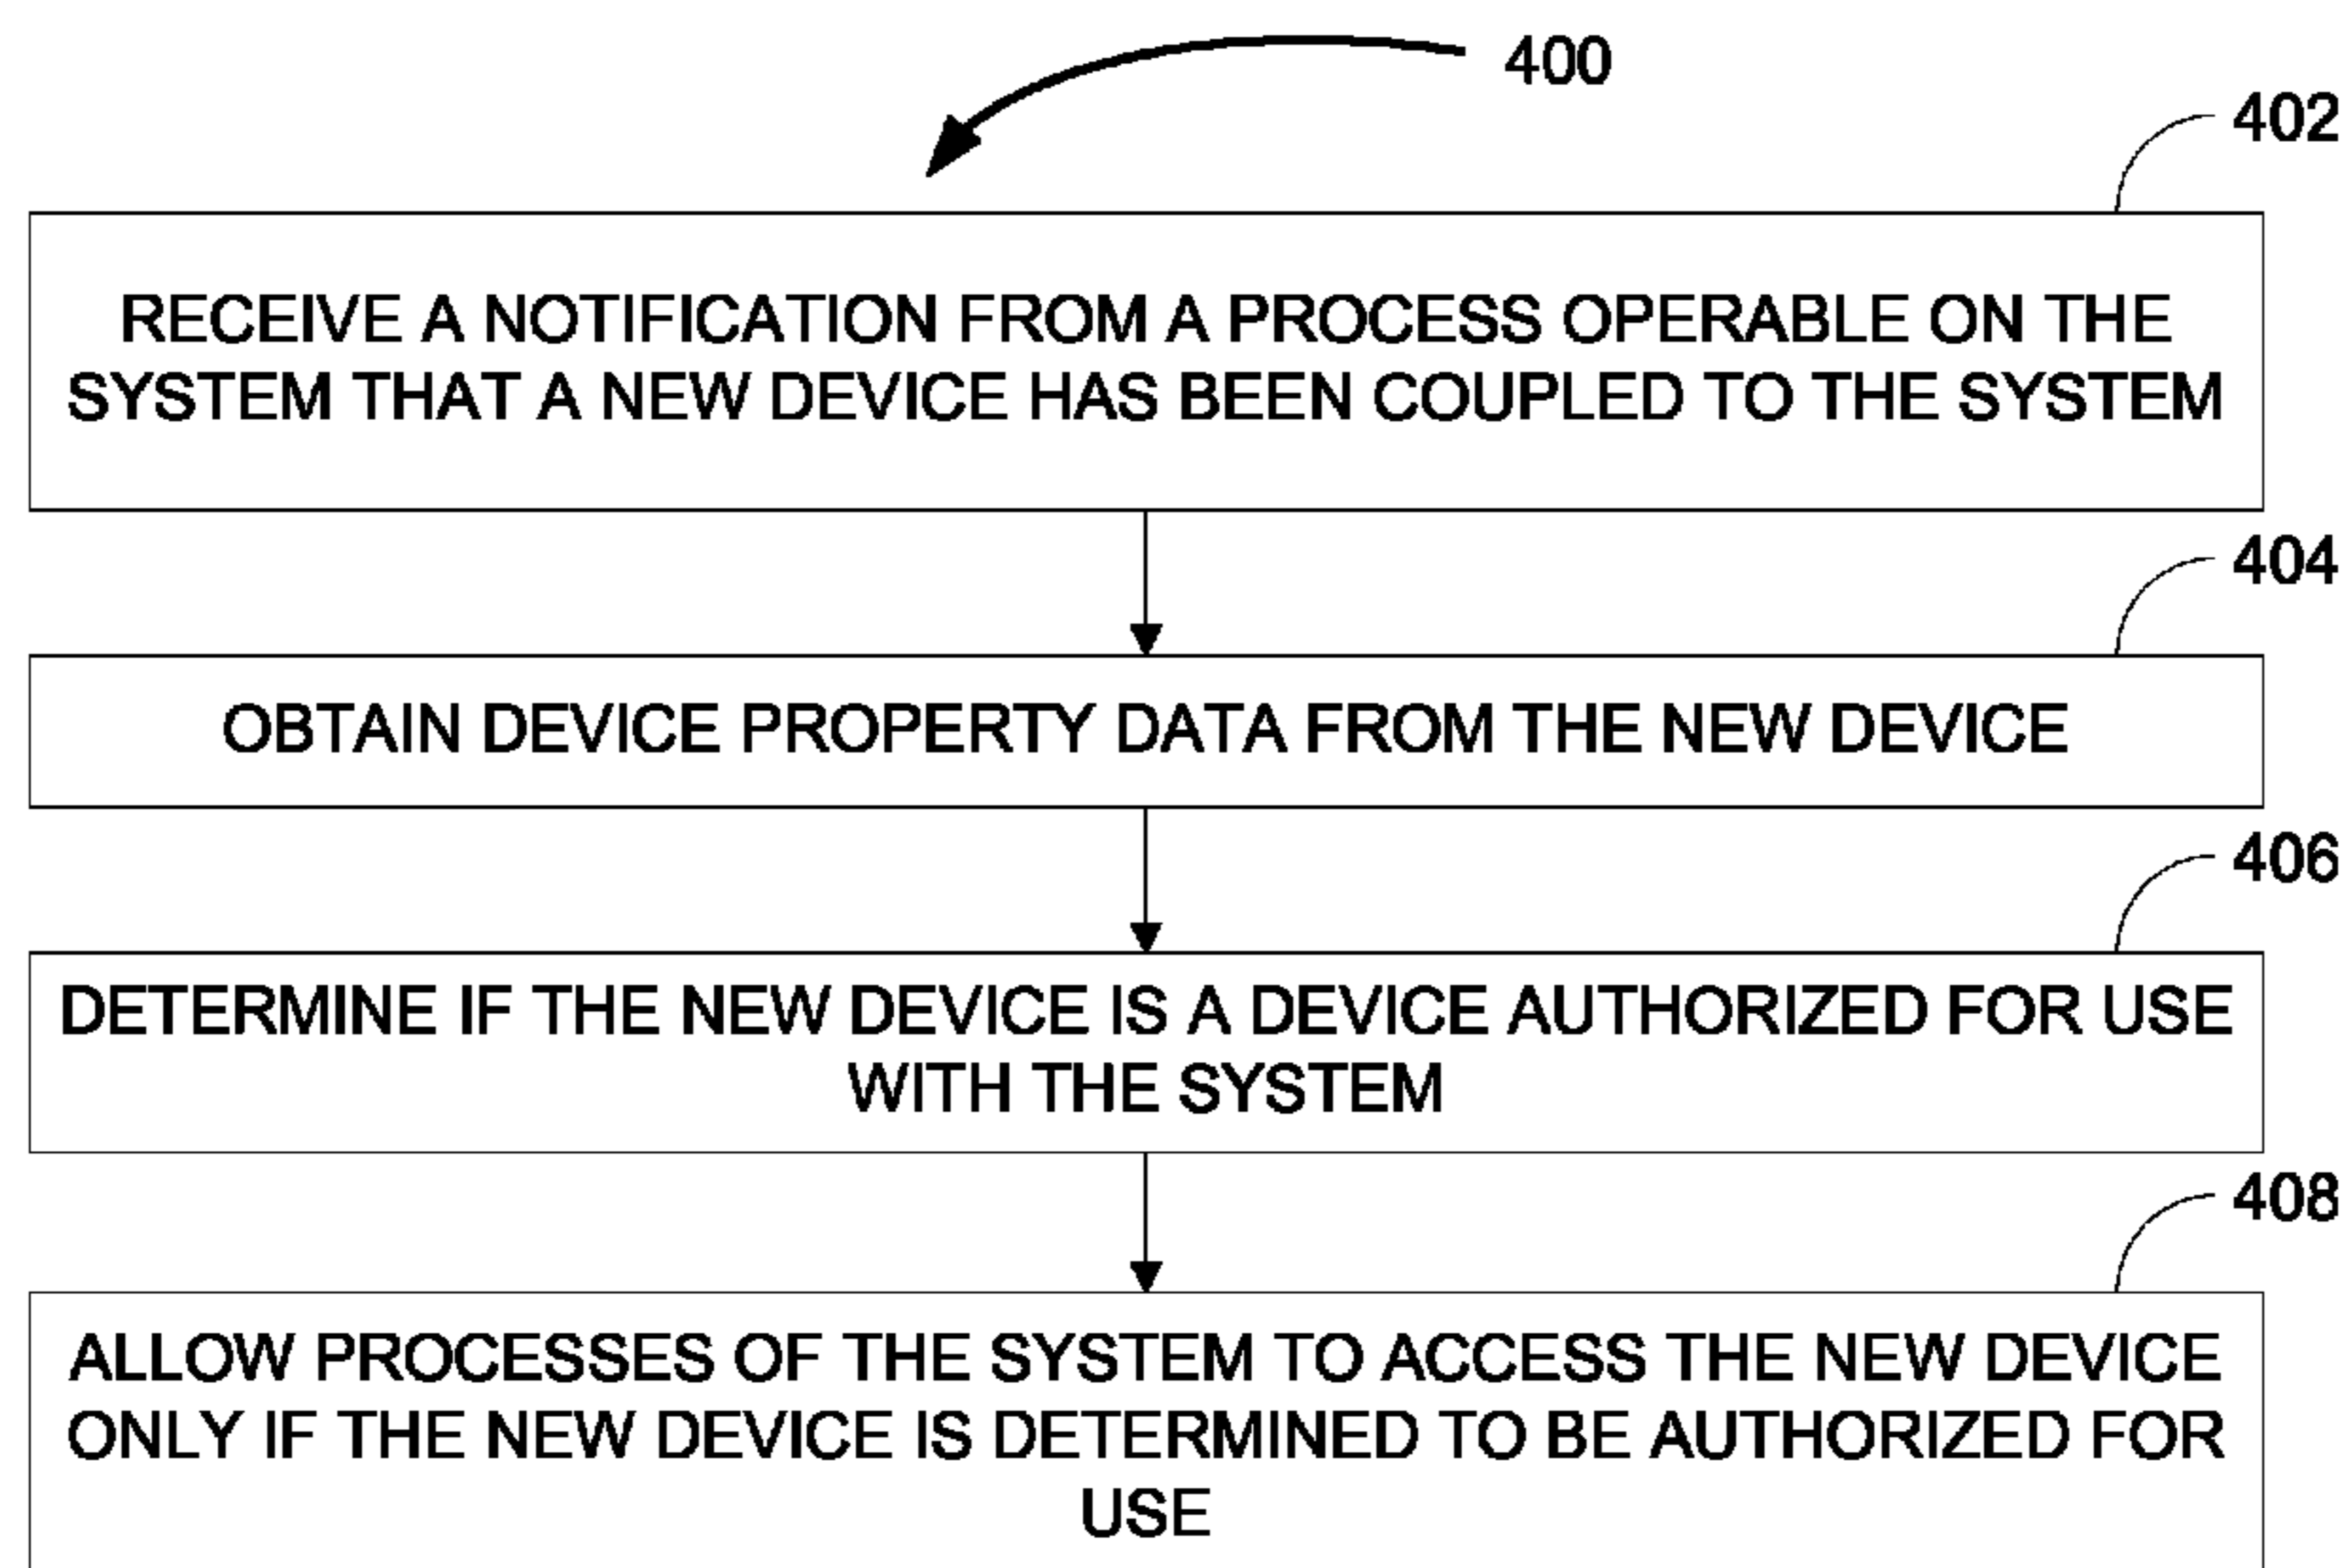 400
402
RECEIVE A NOTIFICATION FROM A PROCESS OPERABLE ON THE
SYSTEM THAT A NEW DEVICE HAS BEEN COUPLED TO THE SYSTEM
404
OBTAIN DEVICE PROPERTY DATA FROM THE NEW DEVICE
406
DETERMINE IF THE NEW DEVICE IS A DEVICE AUTHORIZED FOR USE
WITH THE SYSTEM
408
ALLOW PROCESSES OF THE SYSTEM TO ACCESS THE NEW DEVICE
ONLY IF THE NEW DEVICE IS DETERMINED TO BE AUTHORIZED FOR
USE